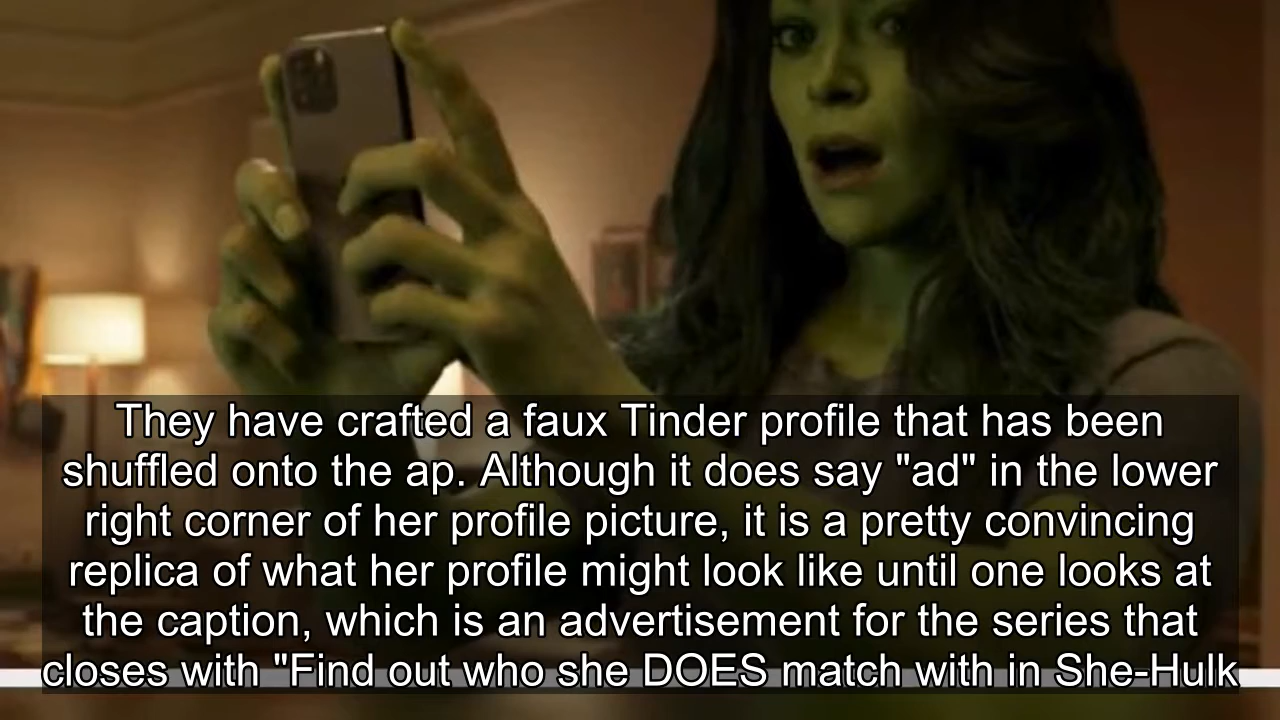 They have crafted a faux Tinder profile that has been
shuffled onto the ap. Although it does say "ad" in the lower
right corner of her profile picture, it is a pretty convincing
replica of what her profile might look like until one looks at
the caption, which is an advertisement for the series that
closes with "Find out who she DOES match with in She-Hulk